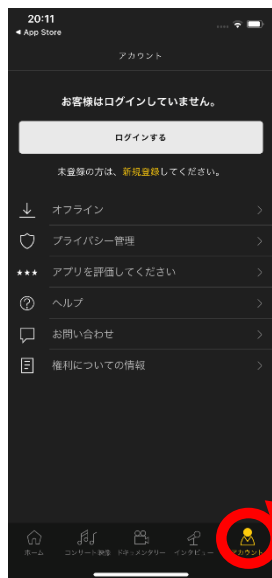 20:11
◀ App Store
アカウント
お客様はログインしていません。
ログインする
未登録の方は、新規登録してください。
オフライン
プライバシー管理
アプリを評価してください
ヘルプ
お問い合わせ
権利についての情報
ホーム コンサート映像 ドキュメンタリー インタビュー アカウント